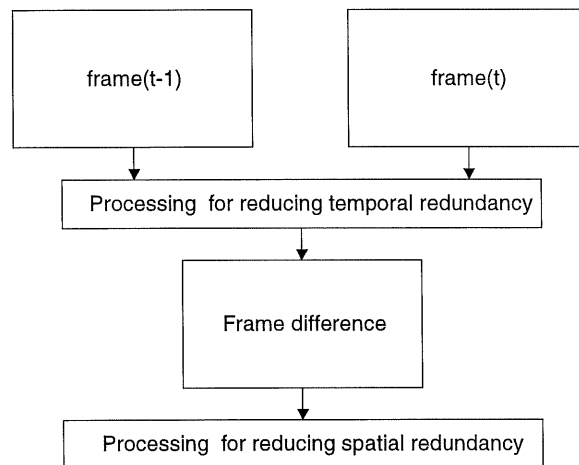 frame(t-1)
frame(t)
Processing for reducing temporal redundancy
Frame difference
Processing for reducing spatial redundancy